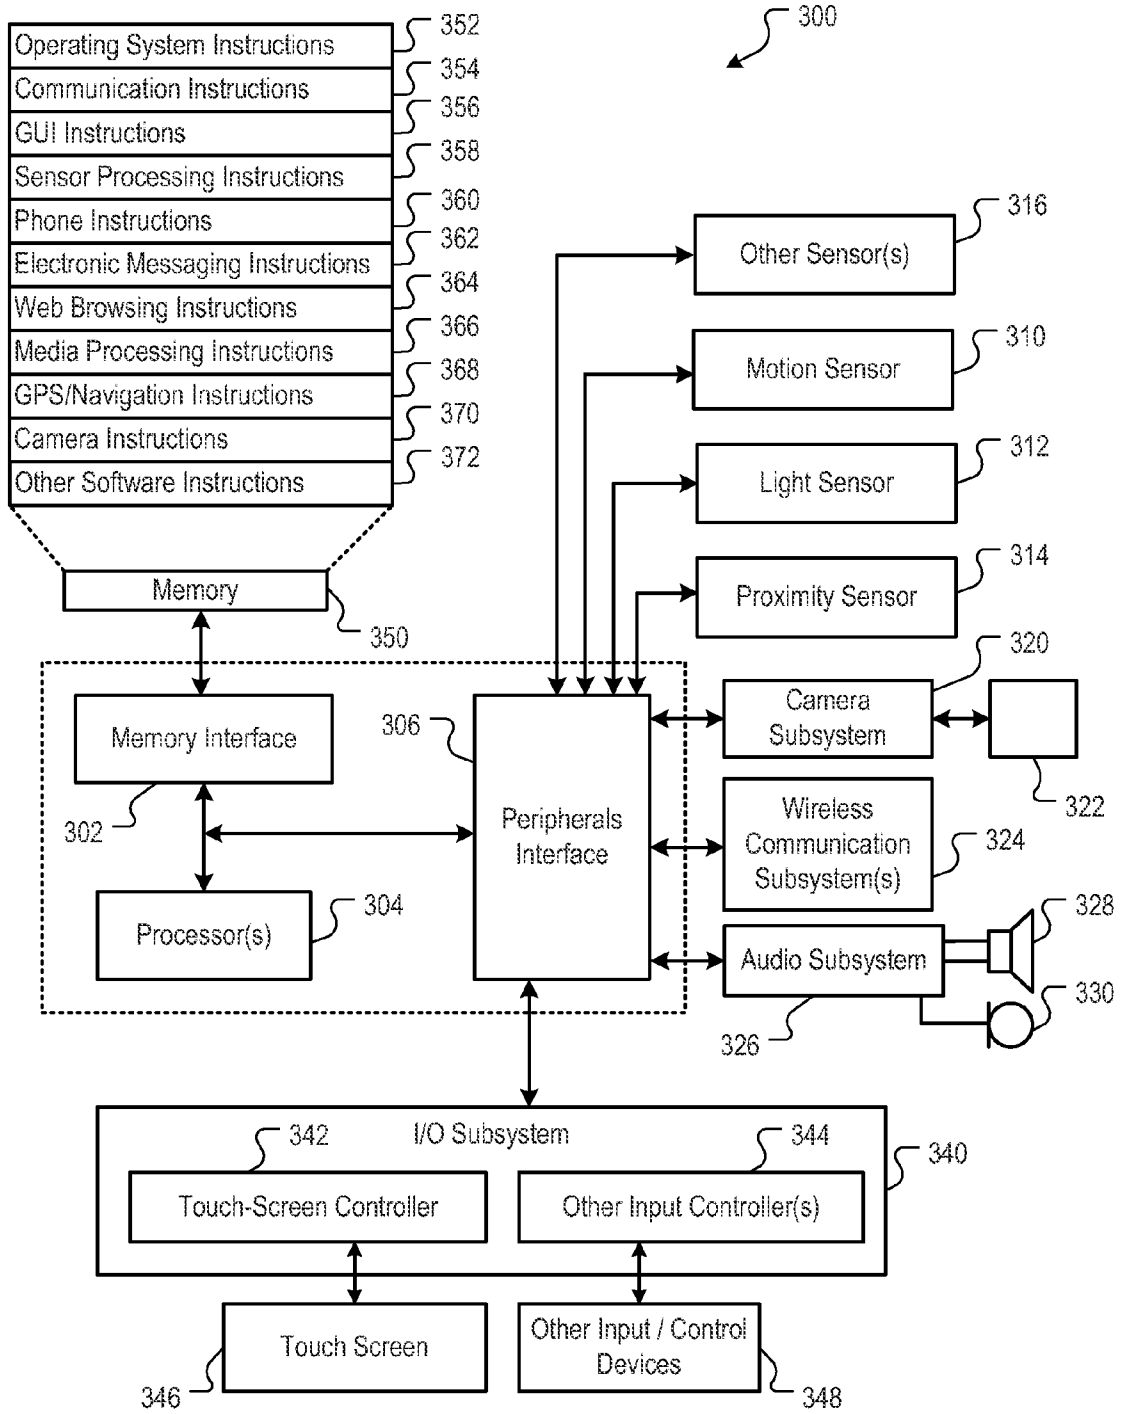 300
352
Operating System Instructions
354
Communication Instructions
356
GUI Instructions
358
Sensor Processing Instructions
360
Phone Instructions
362
Electronic Messaging Instructions
364
Web Browsing Instructions
366
Media Processing Instructions
368
GPS/Navigation Instructions
370
Camera Instructions
372
Other Software Instructions
Memory
350
316
Other Sensor(s)
310
Motion Sensor
312
Light Sensor
314
Proximity Sensor
320
Camera
Subsystem
322
Memory Interface
302
306
Peripherals
Interface
Wireless
Communication
Subsystem(s)
324
304
Processor(s)
Audio Subsystem
326
328
330
I/O Subsystem
340
342
Touch-Screen Controller
344
Other Input Controller(s)
Touch Screen
346
Other Input / Control
Devices
348